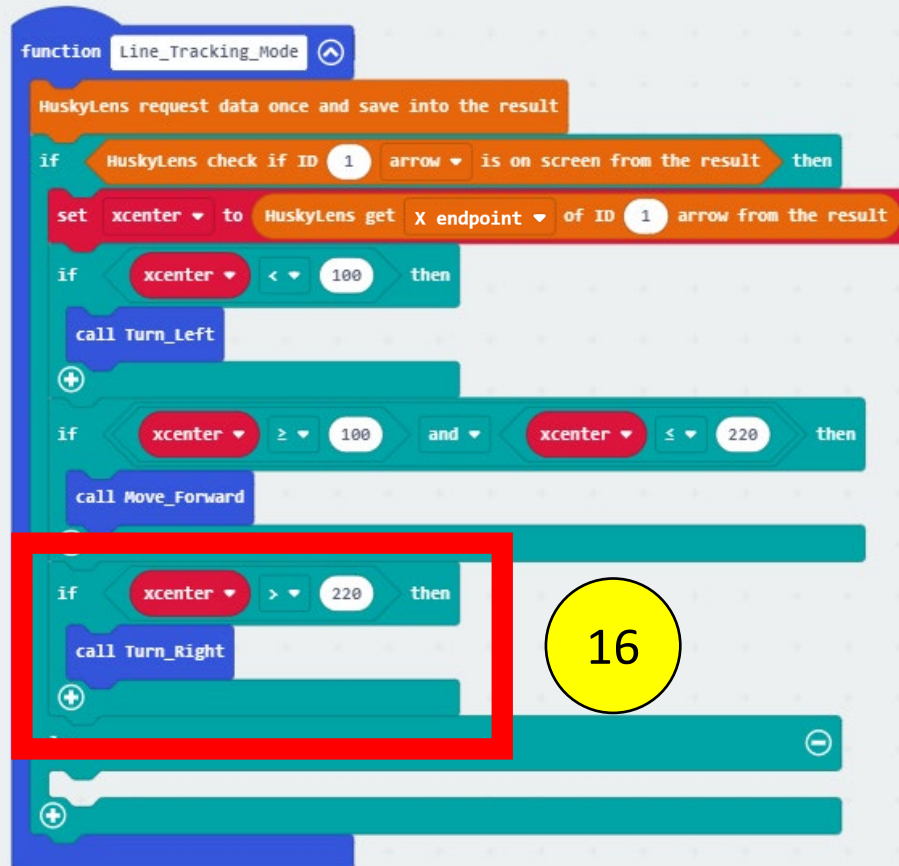 function Line_Tracking_Mode
HuskyLens request data once and save into the result
if HuskyLens check if ID 1 arrow is on screen from the result then
set xcenter to HuskyLens get X endpoint of ID 1 arrow from the result
if xcenter < 100 then
call Turn_Left
if xcenter ≥ 100 and xcenter ≤ 220 then
call Move_Forward
if xcenter > 220 then
call Turn_Right
16